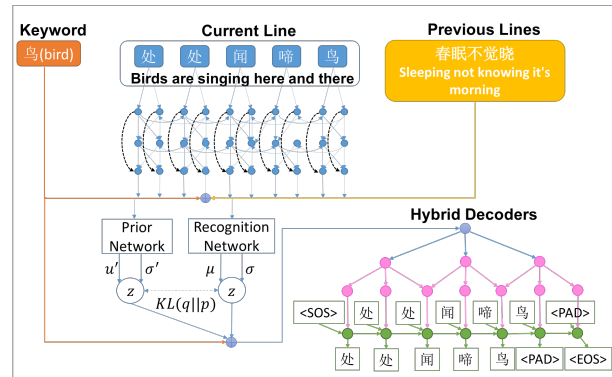 Keyword
鸟(bird)
Current Line
处 处 闻 啼 鸟
Birds are singing here and there
Previous Lines
春眠不觉晓
Sleeping not knowing it's
morning
Prior
Network
Recognition
Network
u′ σ′ μ σ
z z
KL(q||p)
Hybrid Decoders
<SOS> 处 处 闻 啼 鸟 <PAD>
处 处 闻 啼 鸟 <PAD> <EOS>